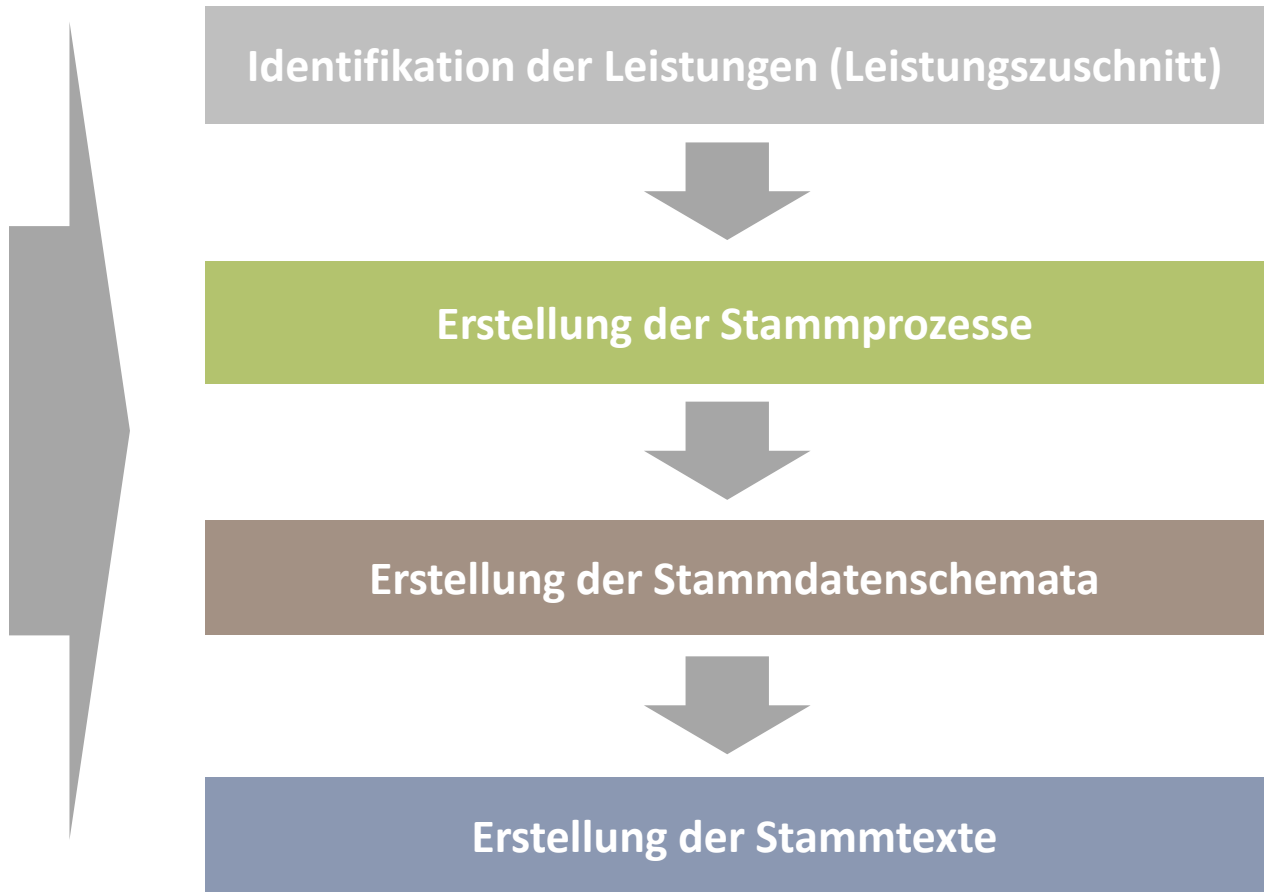 Identifikation der Leistungen (Leistungszuschnitt)
Erstellung der Stammprozesse
Erstellung der Stammdatenschemata
Erstellung der Stammtexte